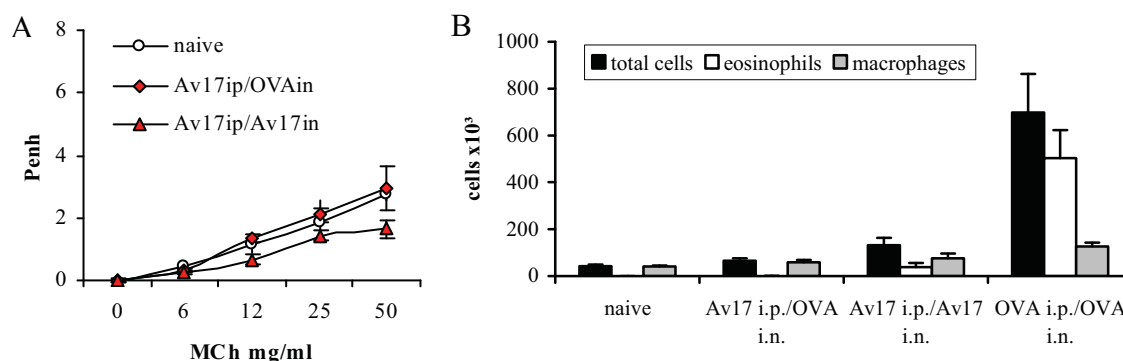 A
8
6
4
2
0
Penh
naive
Av17ip/OVAin
Av17ip/Av17in
0 6 12 25 50
MCh mg/ml
B
1000
800
600
400
200
0
cells x10³
total cells eosinophils macrophages
naive Av17 i.p./OVA i.n. Av17 i.p./Av17 i.n. OVA i.p./OVA i.n.